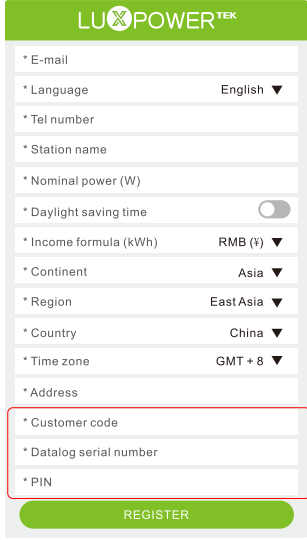 LUXPOWERTEK
* E-mail
* Language English ▼
* Tel number
* Station name
* Nominal power (W)
* Daylight saving time
* Income formula (kWh) RMB (¥) ▼
* Continent Asia ▼
* Region East Asia ▼
* Country China ▼
* Time zone GMT + 8 ▼
* Address
* Customer code
* Datalog serial number
* PIN
REGISTER